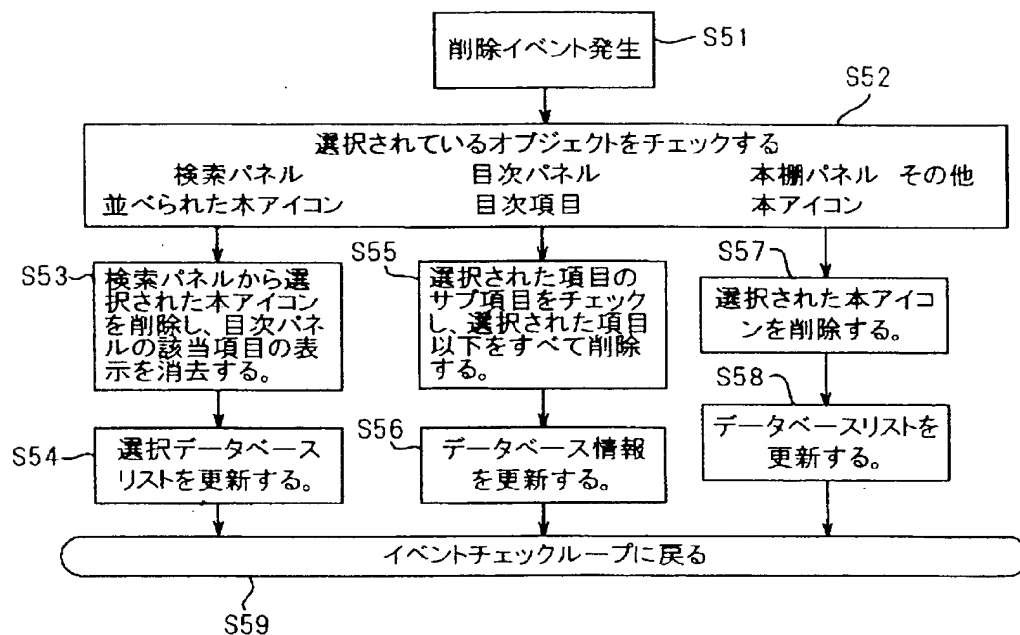 削除イベント発生
S51
S52
選択されているオブジェクトをチェックする
検索パネル 目次パネル 本棚パネル その他
並べられた本アイコン 目次項目 本アイコン
S53
検索パネルから選
択された本アイコン
を削除し、目次パネ
ルの該当項目の表
示を消去する。
S55
選択された項目の
サブ項目をチェック
し、選択された項目
以下をすべて削除
する。
S57
選択された本アイコ
ンを削除する。
S54
選択データベース
リストを更新する。
S56
データベース情報
を更新する。
S58
データベースリストを
更新する。
イベントチェックループに戻る
S59